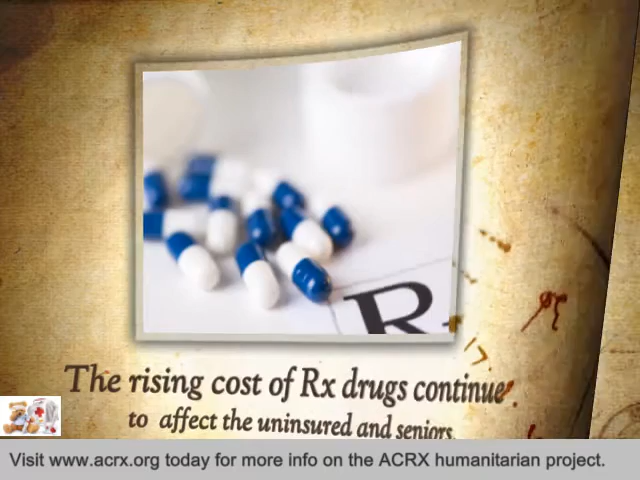 R
The rising cost of Rx drugs continue
to affect the uninsured and seniors.
Visit www.acrx.org today for more info on the ACRX humanitarian project.